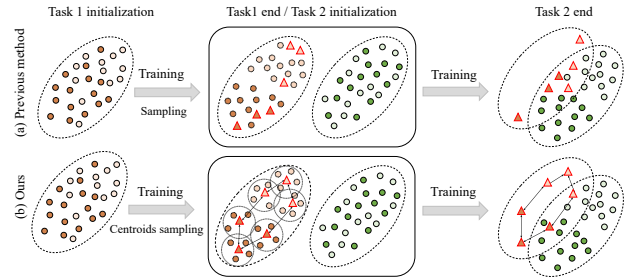 Task 1 initialization
Task1 end / Task 2 initialization
Task 2 end
(a) Previous method
Training
Sampling
Training
(b) Ours
Training
Centroids sampling
Training